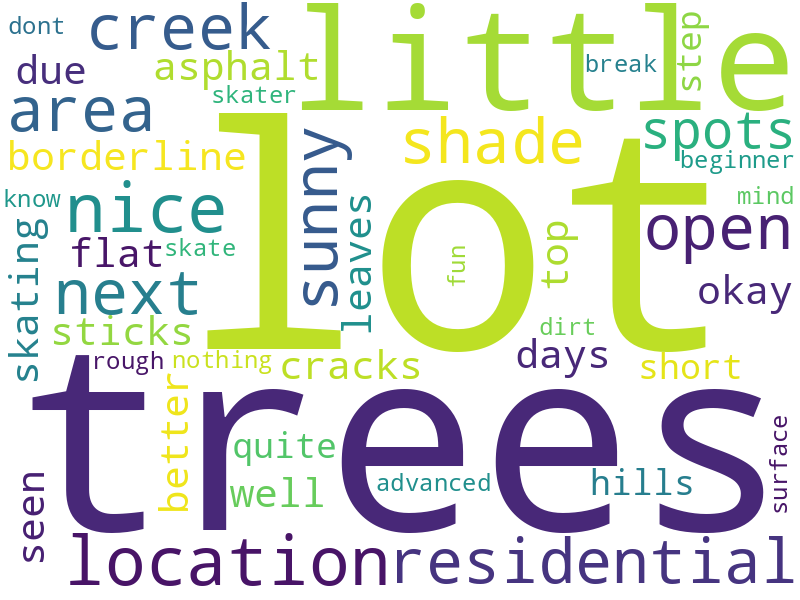 dont
creek
little
step
due
asphalt
break
skater
area
shade
spots
borderline
sunny
beginner
know
nice
lot
leaves
mind
open
skating
flat
skate
fun
top
next
okay
sticks
dirt
rough
nothing
cracks
days
short
trees
better
quite
surface
seen
well
advanced
hills
location
residential